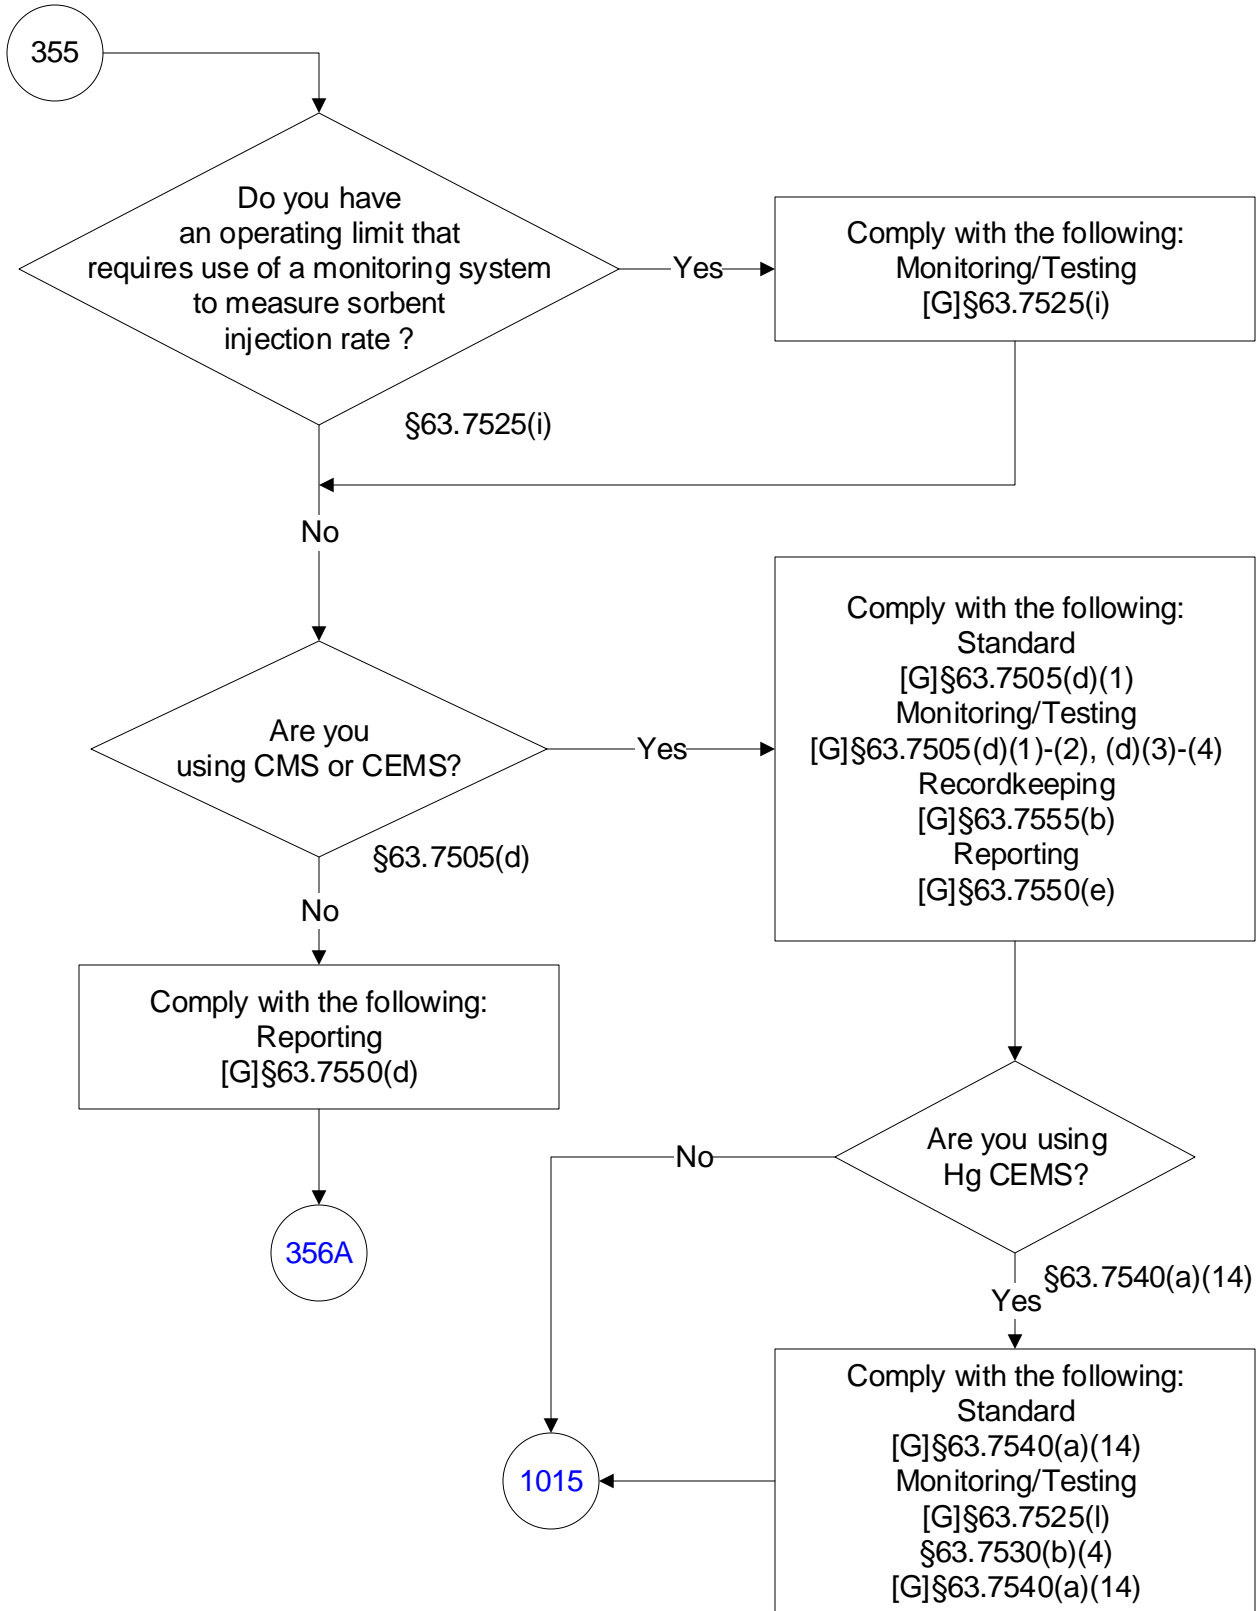 355
Do you have
an operating limit that
requires use of a monitoring system
to measure sorbent
injection rate ?
§63.7525(i)
Yes
Comply with the following:
Monitoring/Testing
[G]§63.7525(i)
No
Are you
using CMS or CEMS?
§63.7505(d)
Yes
Comply with the following:
Standard
[G]§63.7505(d)(1)
Monitoring/Testing
[G]§63.7505(d)(1)-(2), (d)(3)-(4)
Recordkeeping
[G]§63.7555(b)
Reporting
[G]§63.7550(e)
No
Comply with the following:
Reporting
[G]§63.7550(d)
356A
Are you using
Hg CEMS?
§63.7540(a)(14)
No
Yes
Comply with the following:
Standard
[G]§63.7540(a)(14)
Monitoring/Testing
[G]§63.7525(l)
§63.7530(b)(4)
[G]§63.7540(a)(14)
1015